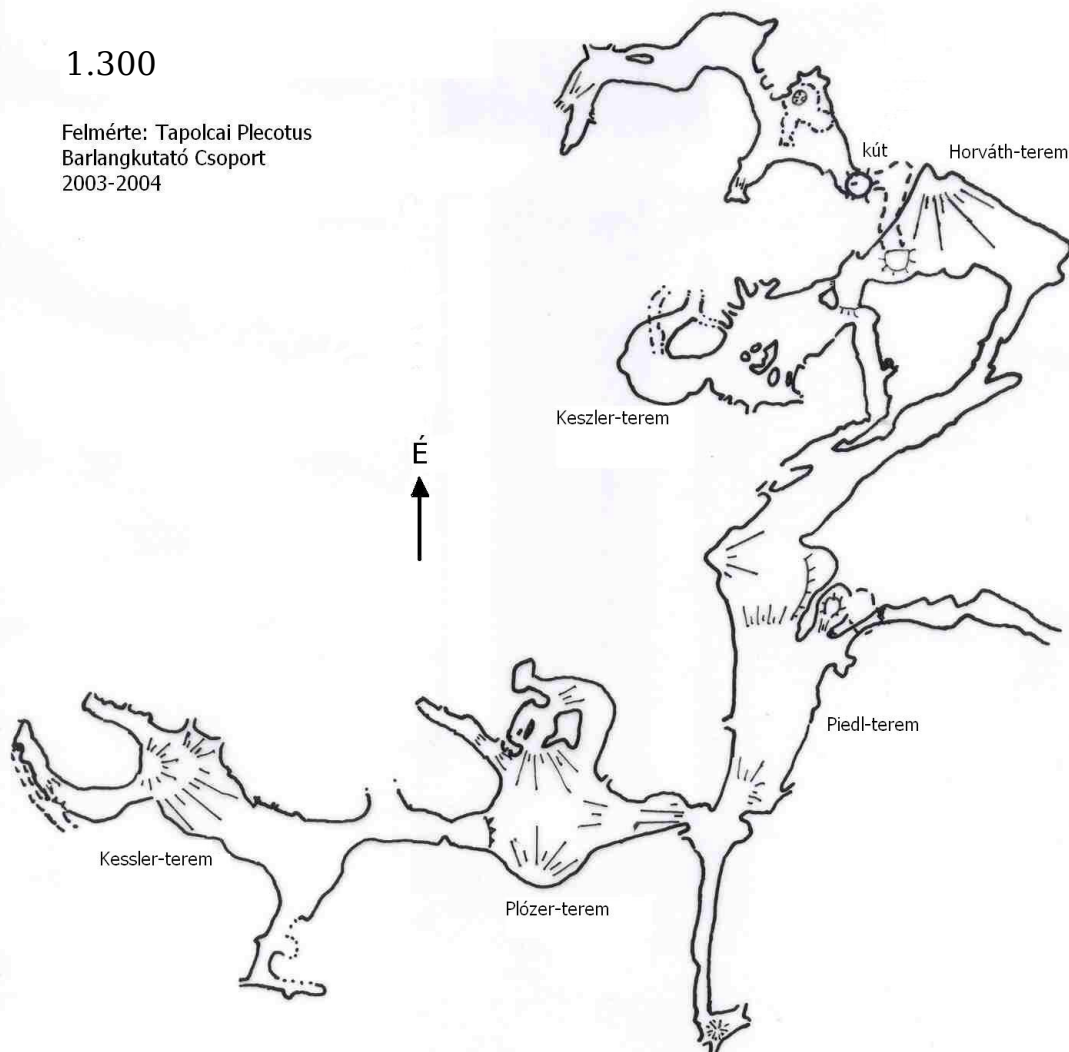 1.300
Felmérte: Tapolcai Plecotus
Barlangkutató Csoport
2003-2004
kút
Horváth-terem
Keszler-terem
É
Piedl-terem
Kessler-terem
Plózer-terem